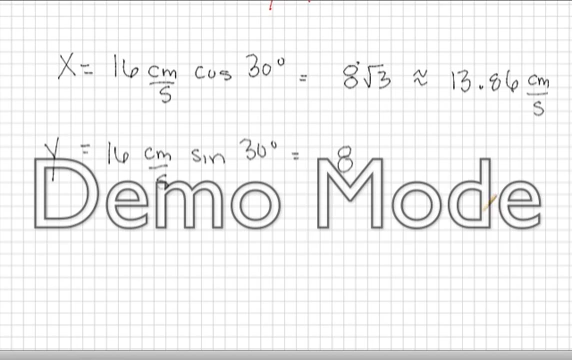 X = 16 cm/s cos 30° = 8√3 ≈ 13.86 cm/s
Y = 16 cm/s sin 30° = 8
Demo Mode